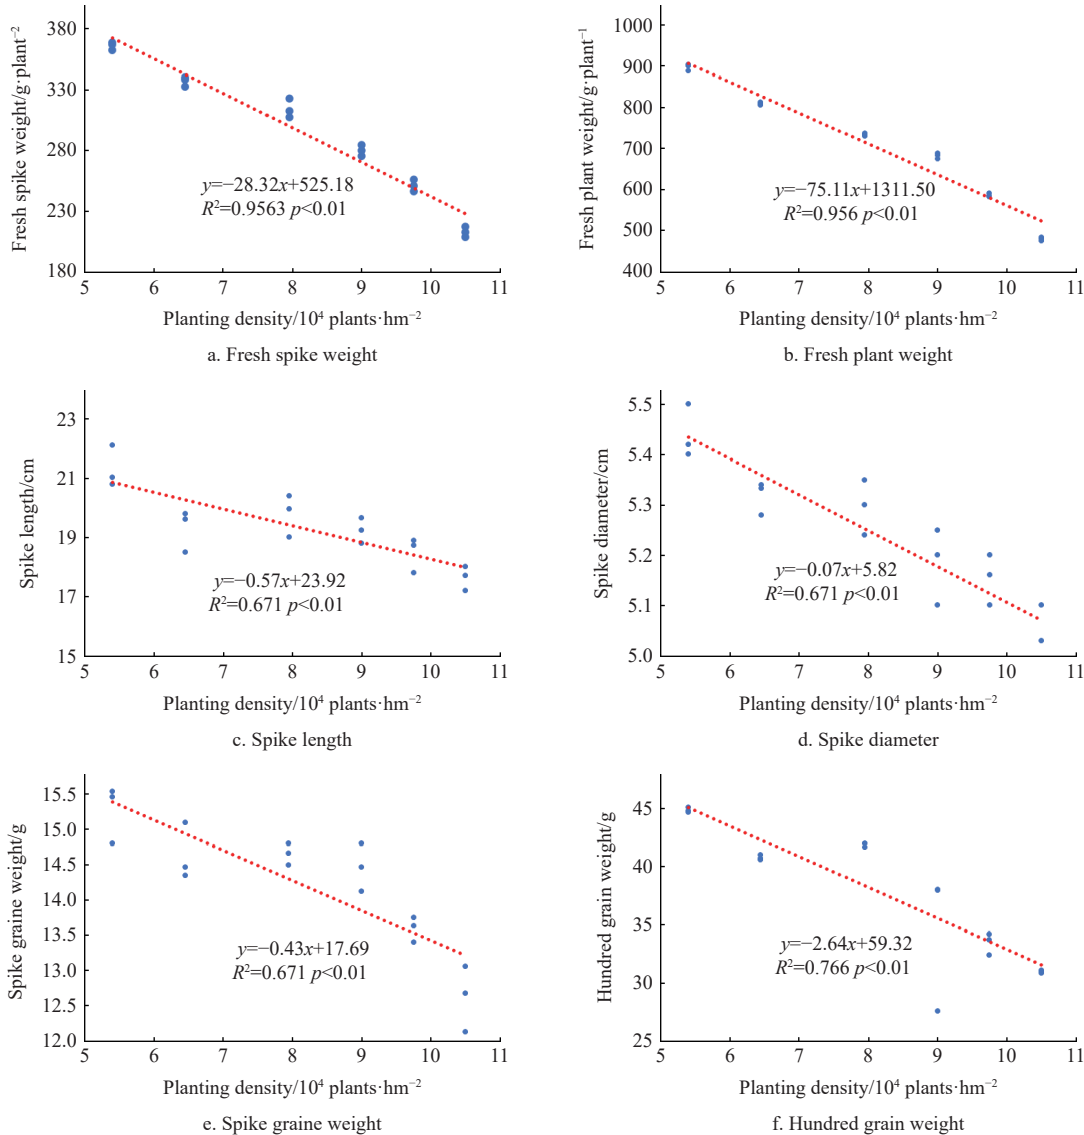 Fresh spike weight/g·plant⁻²
380
330
280
230
180
y=−28.32x+525.18
R²=0.9563 p<0.01
5 6 7 8 9 10 11
Planting density/10⁴ plants·hm⁻²
a. Fresh spike weight
Fresh plant weight/g·plant⁻¹
1000
900
800
700
600
500
400
y=−75.11x+1311.50
R²=0.956 p<0.01
5 6 7 8 9 10 11
Planting density/10⁴ plants·hm⁻²
b. Fresh plant weight
Spike length/cm
23
21
19
17
15
y=−0.57x+23.92
R²=0.671 p<0.01
5 6 7 8 9 10 11
Planting density/10⁴ plants·hm⁻²
c. Spike length
Spike diameter/cm
5.5
5.4
5.3
5.2
5.1
5.0
y=−0.07x+5.82
R²=0.671 p<0.01
5 6 7 8 9 10 11
Planting density/10⁴ plants·hm⁻²
d. Spike diameter
Spike graine weight/g
15.5
15.0
14.5
14.0
13.5
13.0
12.5
12.0
y=−0.43x+17.69
R²=0.671 p<0.01
5 6 7 8 9 10 11
Planting density/10⁴ plants·hm⁻²
e. Spike graine weight
Hundred grain weight/g
45
40
35
30
25
y=−2.64x+59.32
R²=0.766 p<0.01
5 6 7 8 9 10 11
Planting density/10⁴ plants·hm⁻²
f. Hundred grain weight